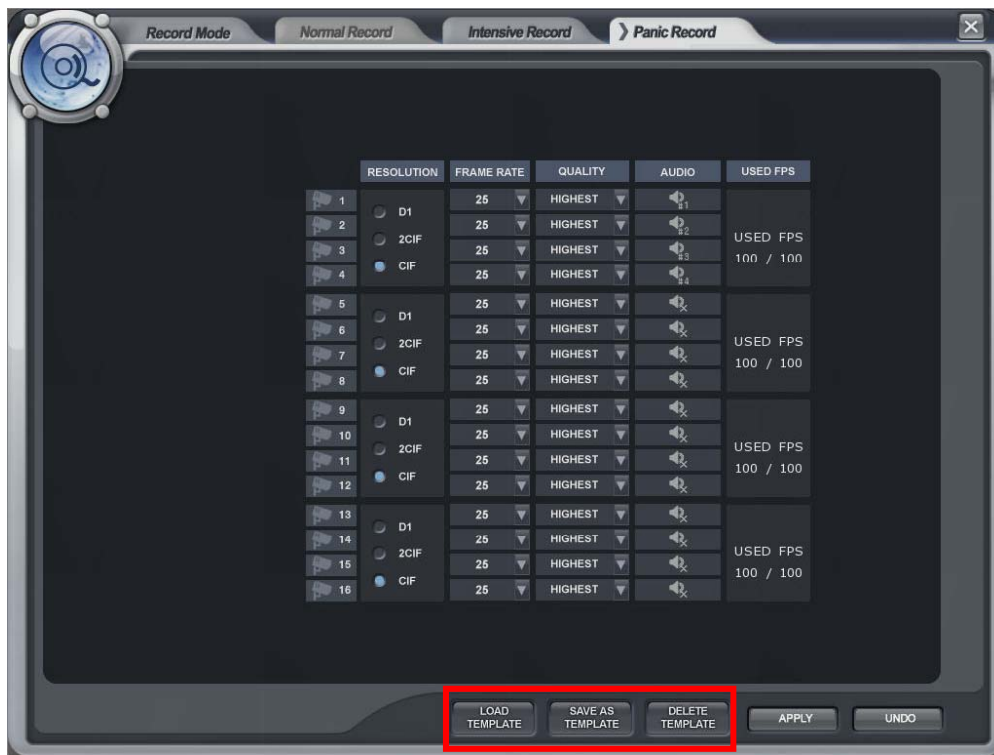 Record Mode Normal Record Intensive Record Panic Record
RESOLUTION FRAME RATE QUALITY AUDIO USED FPS
1 25 HIGHEST #1
D1
2 25 HIGHEST #2
2CIF USED FPS
3 25 HIGHEST #3
CIF 100 / 100
4 25 HIGHEST #4
5 25 HIGHEST
D1
6 25 HIGHEST
2CIF USED FPS
7 25 HIGHEST
CIF 100 / 100
8 25 HIGHEST
9 25 HIGHEST
D1
10 25 HIGHEST
2CIF USED FPS
11 25 HIGHEST
CIF 100 / 100
12 25 HIGHEST
13 25 HIGHEST
D1
14 25 HIGHEST
2CIF USED FPS
15 25 HIGHEST
CIF 100 / 100
16 25 HIGHEST
LOAD TEMPLATE SAVE AS TEMPLATE DELETE TEMPLATE APPLY UNDO